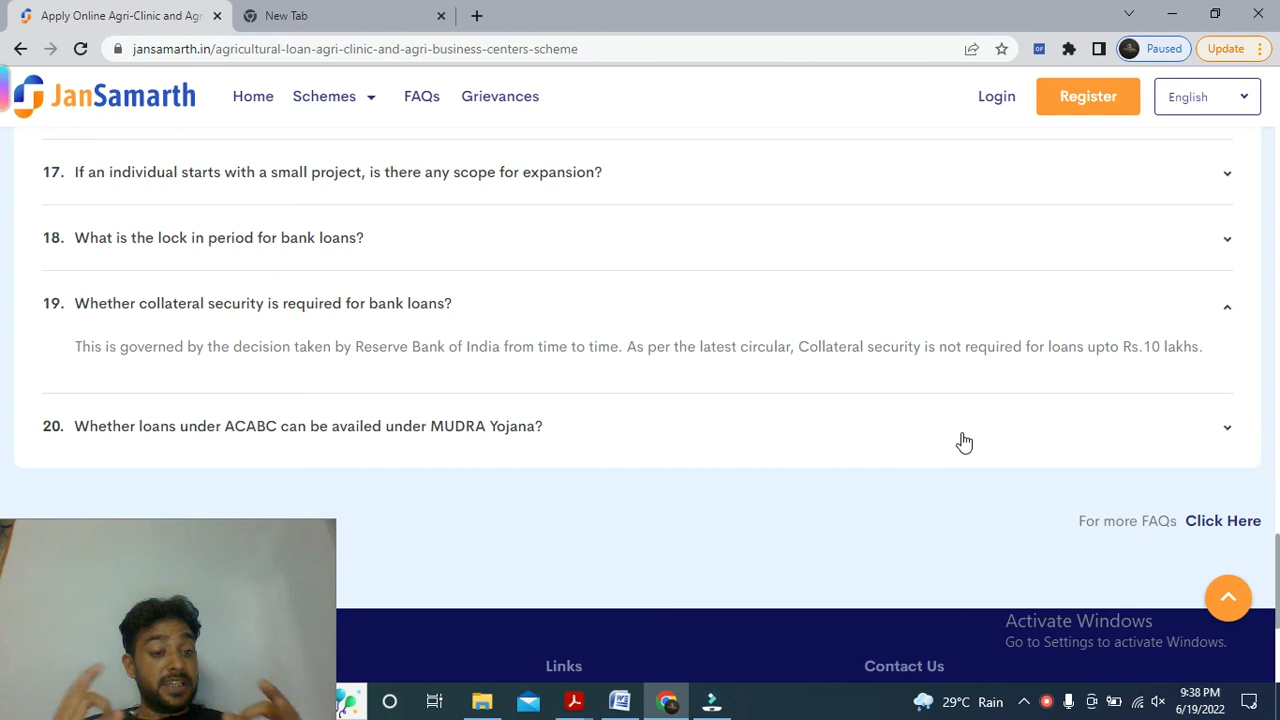 Apply Online Agri-Clinic and Agr
New Tab
jansamarth.in/agricultural-loan-agri-clinic-and-agri-business-centers-scheme
Paused
Update
JanSamarth
Home
Schemes
FAQs
Grievances
Login
Register
English
17. If an individual starts with a small project, is there any scope for expansion?
18. What is the lock in period for bank loans?
19. Whether collateral security is required for bank loans?
This is governed by the decision taken by Reserve Bank of India from time to time. As per the latest circular, Collateral security is not required for loans upto Rs.10 lakhs.
20. Whether loans under ACABC can be availed under MUDRA Yojana?
For more FAQs Click Here
Activate Windows
Go to Settings to activate Windows.
Links
Contact Us
29°C Rain
9:38 PM
6/19/2022